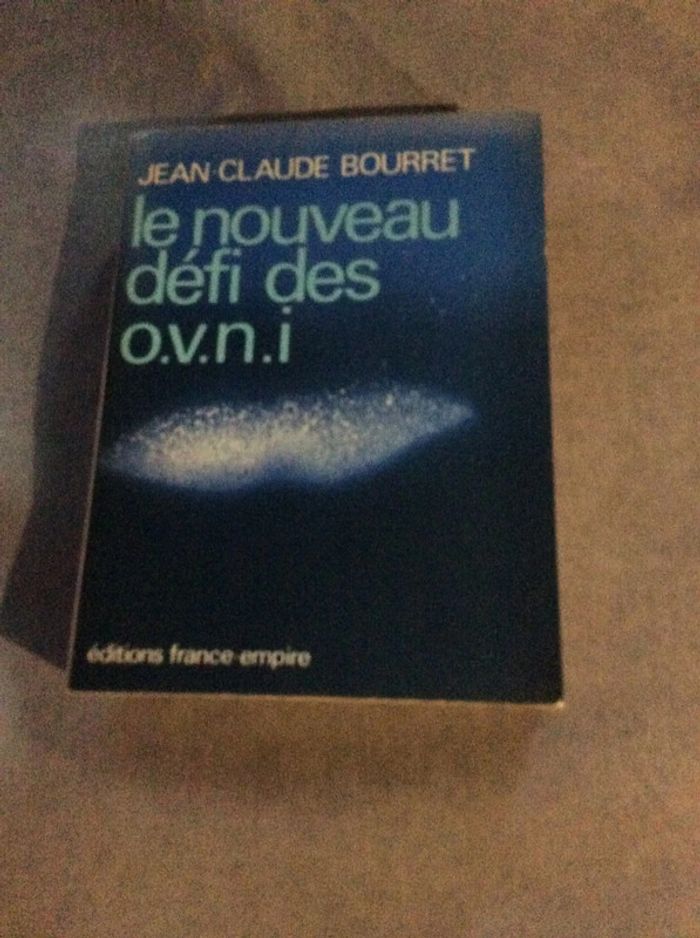 JEAN-CLAUDE BOURRET
le nouveau
défi des
o.v.n.i
éditions france-empire